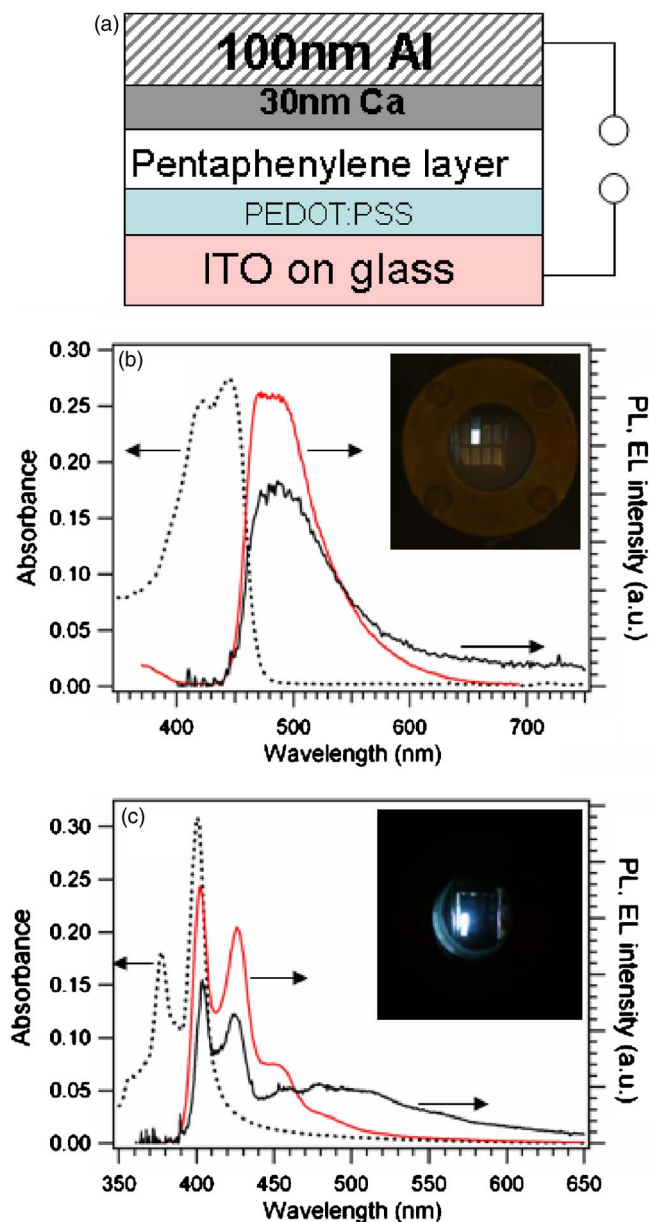 (a)
100nm Al
30nm Ca
Pentaphenylene layer
PEDOT:PSS
ITO on glass
(b)
0.30
0.25
0.20
0.15
0.10
0.05
0.00
Absorbance
PL, EL intensity (a.u.)
400 500 600 700
Wavelength (nm)
(c)
0.30
0.25
0.20
0.15
0.10
0.05
0.00
Absorbance
PL, EL intensity (a.u.)
350 400 450 500 550 600 650
Wavelength (nm)